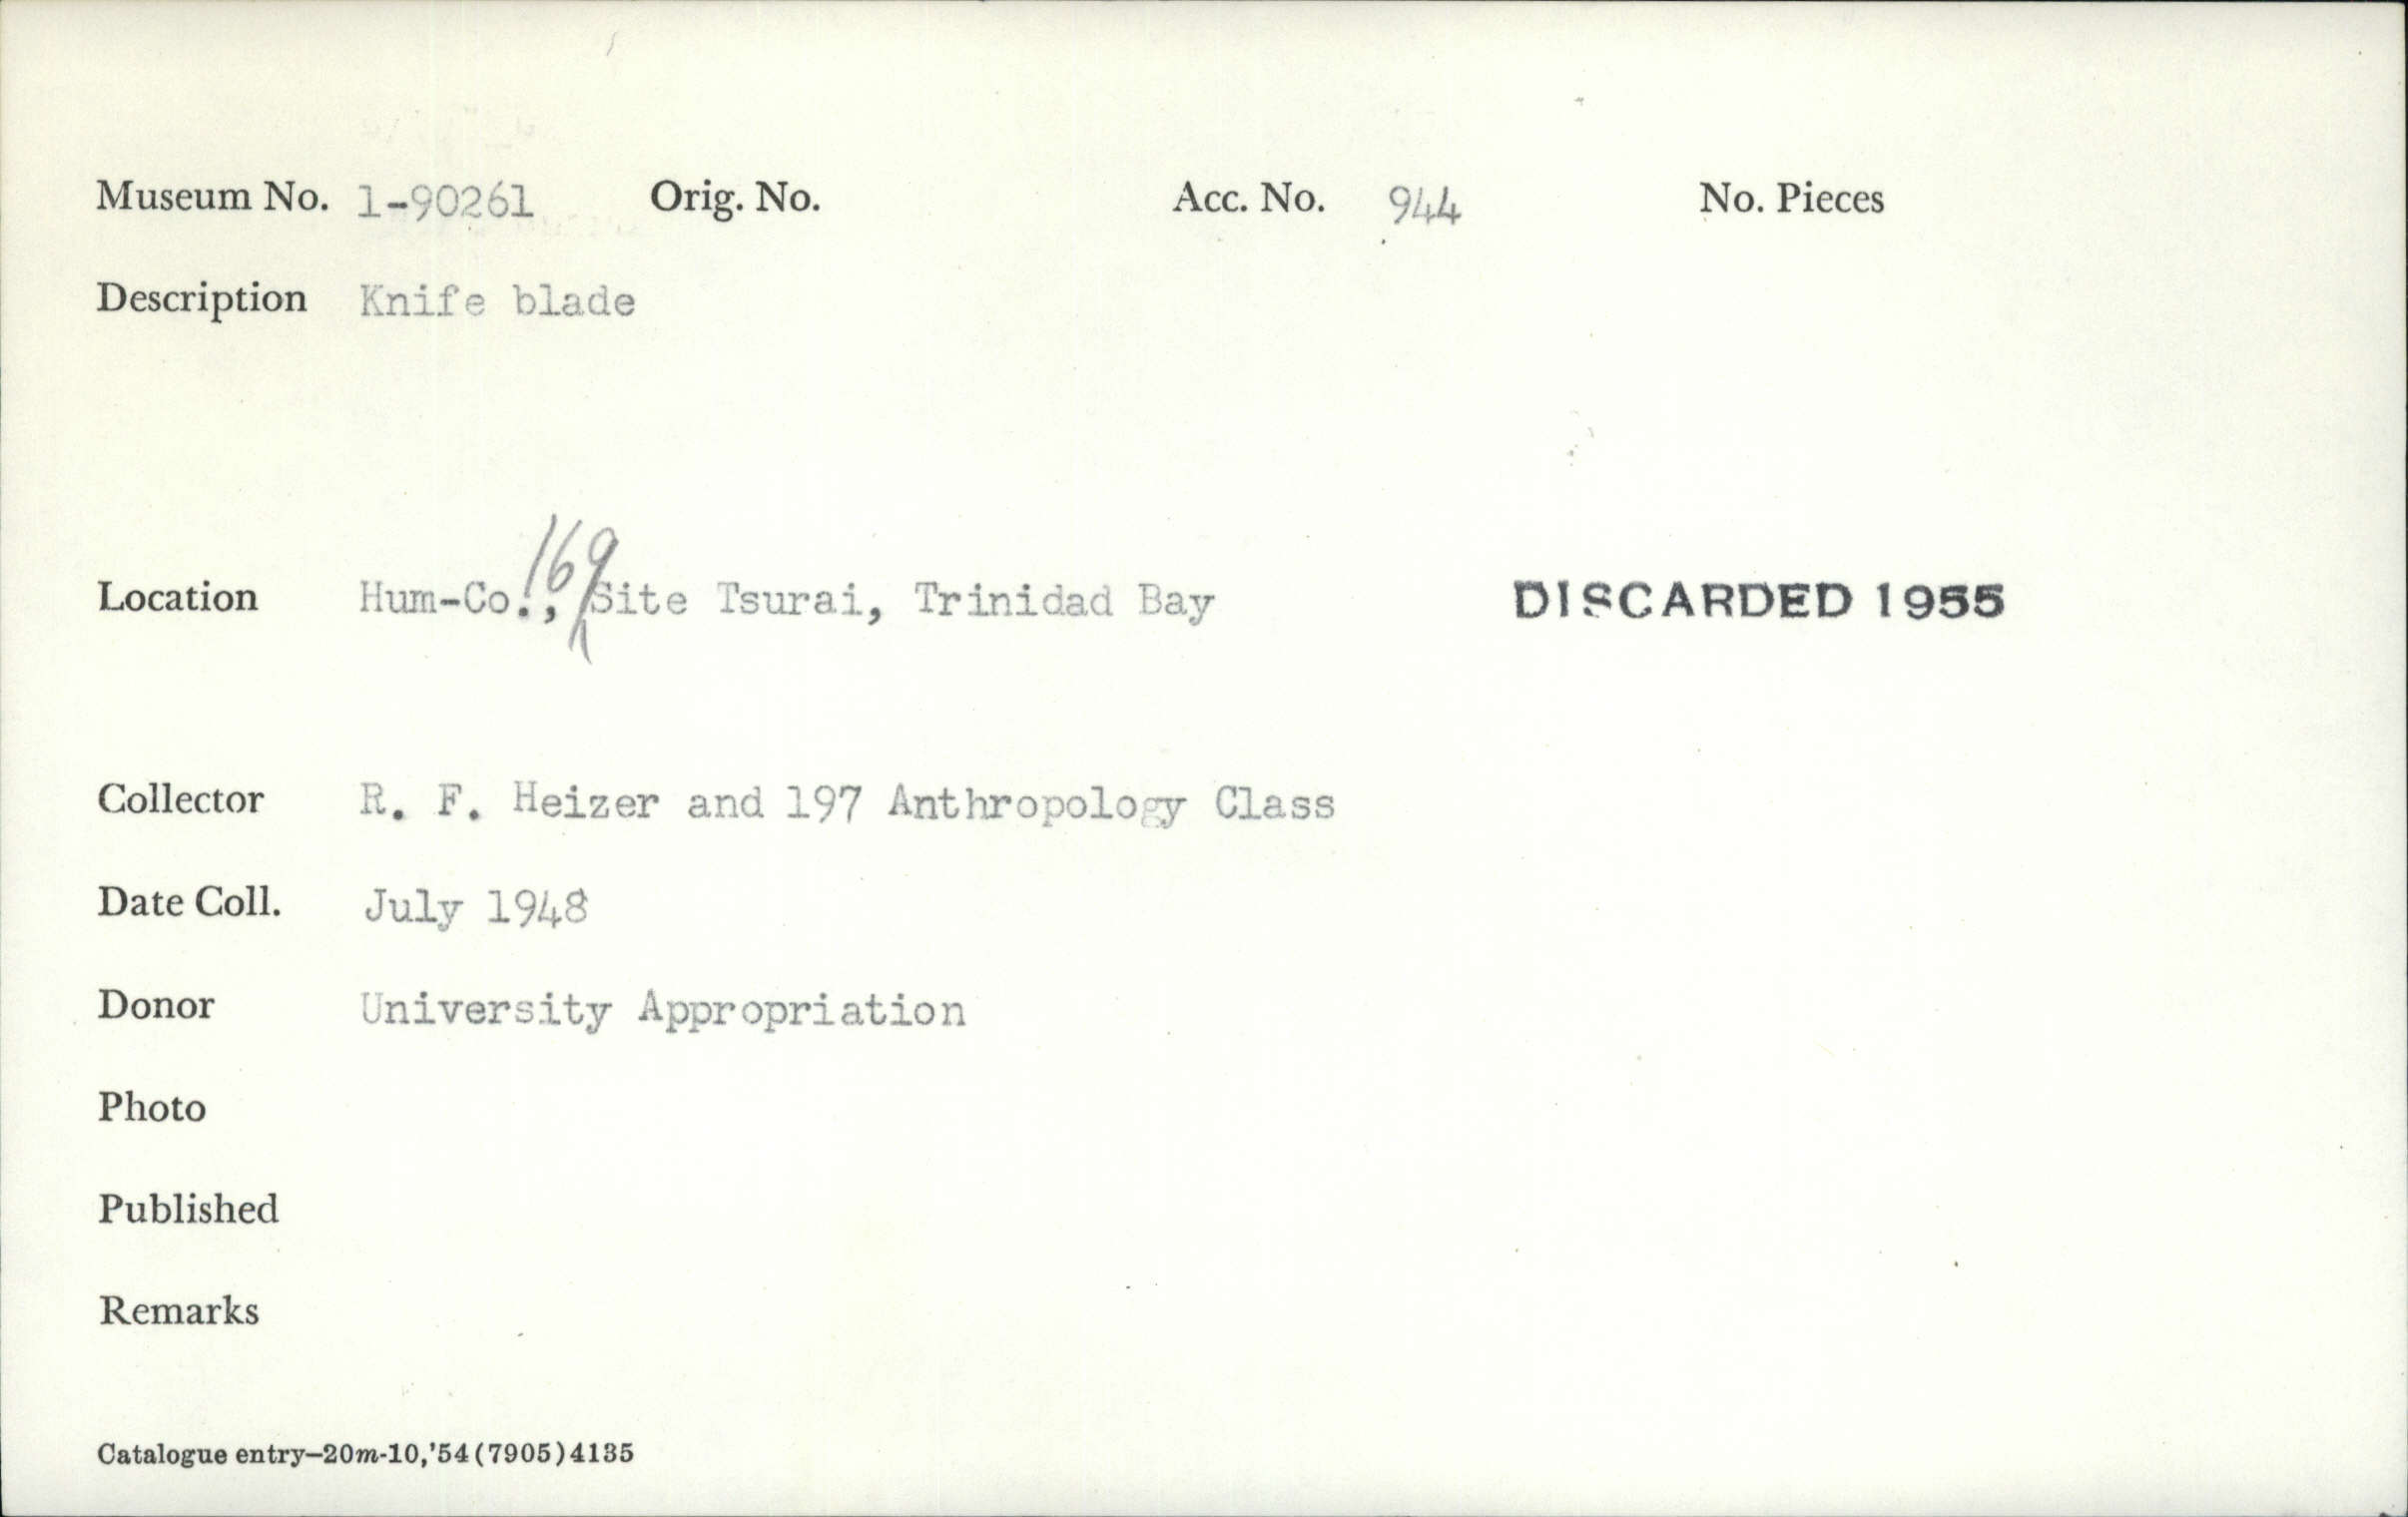 Museum No. 1-90261 Orig. No. Acc. No. 944 No. Pieces
Description Knife blade
169
Location Hum-Co., Site Tsurai, Trinidad Bay DISCARDED 1955
Collector R. F. Heizer and 197 Anthropology Class
Date Coll. July 1948
Donor University Appropriation
Photo
Published
Remarks
Catalogue entry—20m-10,'54(7905)4135